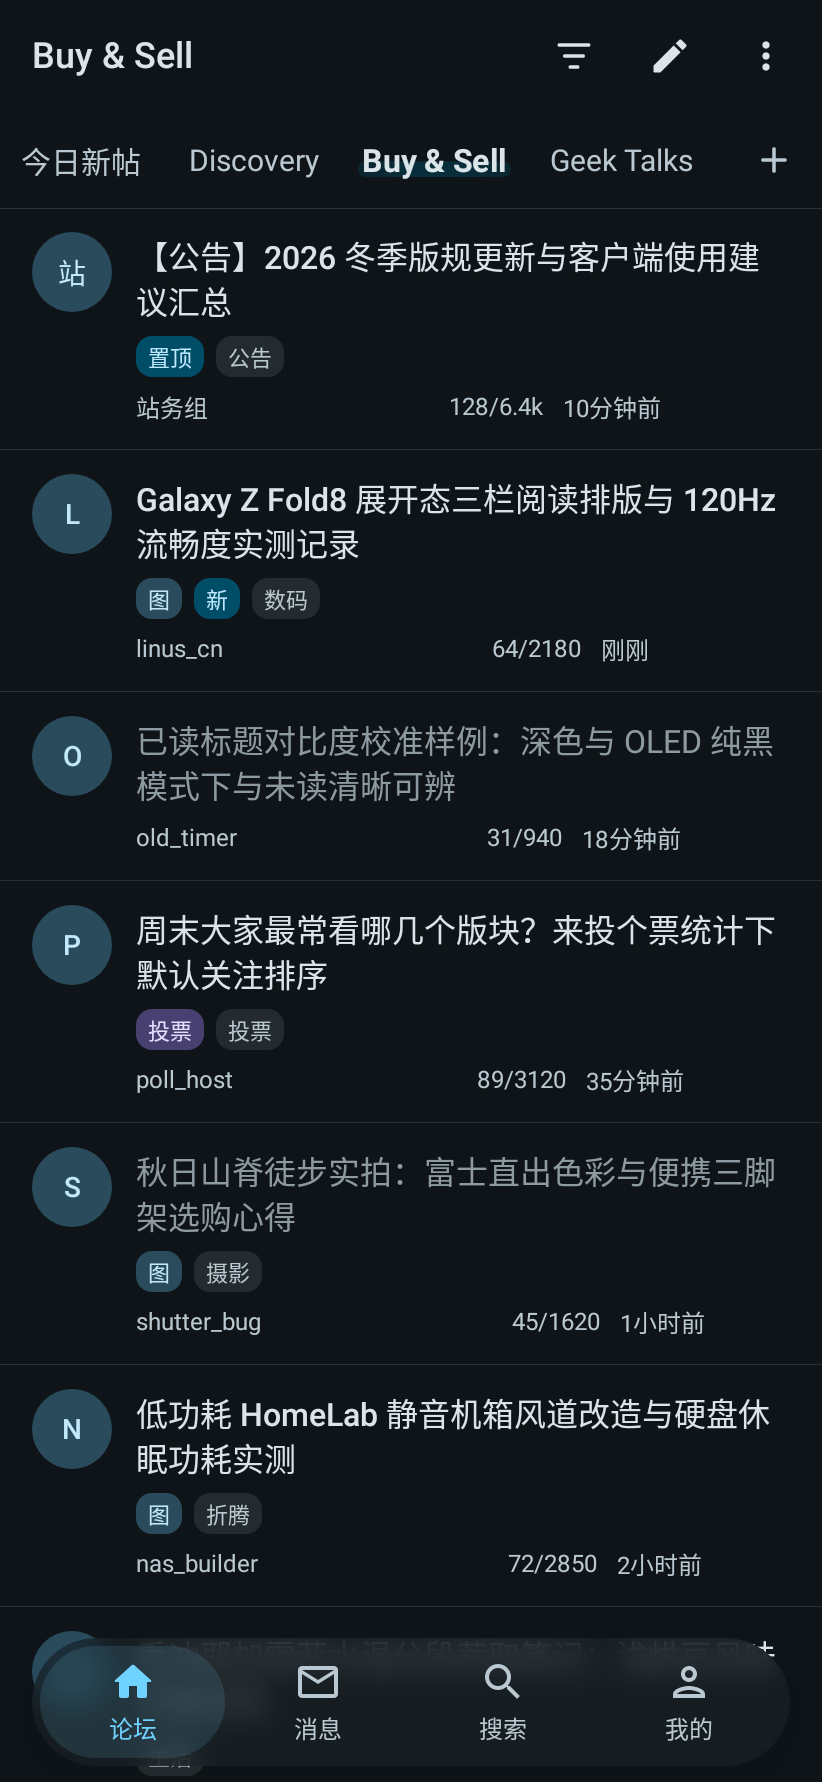 Buy & Sell
今日新帖 Discovery Buy & Sell Geek Talks
站
【公告】2026 冬季版规更新与客户端使用建
议汇总
置顶 公告
站务组 128/6.4k 10分钟前
L
Galaxy Z Fold8 展开态三栏阅读排版与 120Hz
流畅度实测记录
图 新 数码
linus_cn 64/2180 刚刚
O
已读标题对比度校准样例：深色与 OLED 纯黑
模式下与未读清晰可辨
old_timer 31/940 18分钟前
P
周末大家最常看哪几个版块？来投个票统计下
默认关注排序
投票 投票
poll_host 89/3120 35分钟前
S
秋日山脊徒步实拍：富士直出色彩与便携三脚
架选购心得
图 摄影
shutter_bug 45/1620 1小时前
N
低功耗 HomeLab 静音机箱风道改造与硬盘休
眠功耗实测
图 折腾
nas_builder 72/2850 2小时前
论坛 消息 搜索 我的